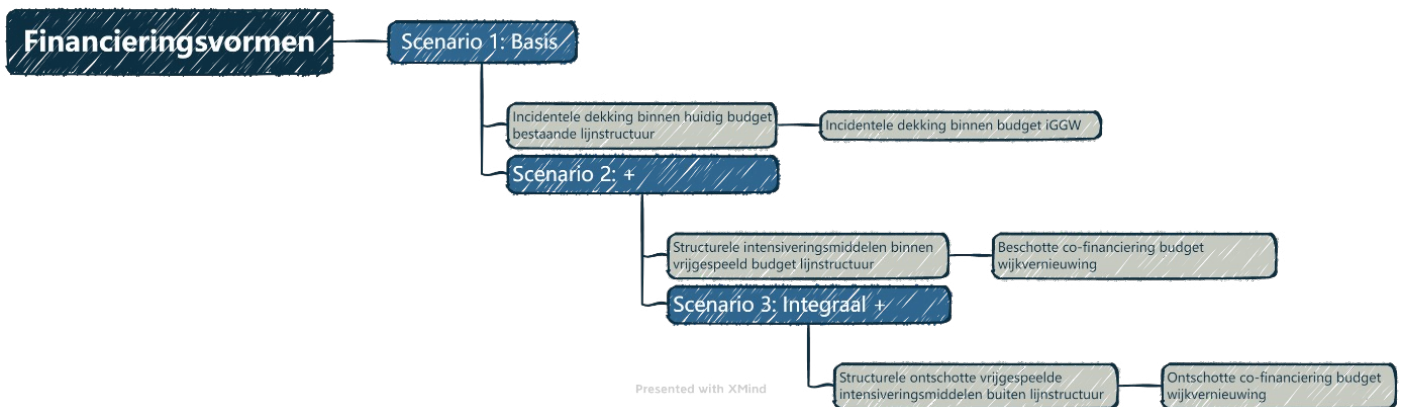 Financieringsvormen
Scenario 1: Basis
Incidentele dekking binnen huidig budget
bestaande lijnstructuur
Incidentele dekking binnen budget iGGW
Scenario 2: +
Structurele intensiveringsmiddelen binnen
vrijgespeeld budget lijnstructuur
Beschotte co-financiering budget
wijkvernieuwing
Scenario 3: Integraal +
Structurele ontschotte vrijgespeelde
intensiveringsmiddelen buiten lijnstructuur
Ontschotte co-financiering budget
wijkvernieuwing
Presented with XMind